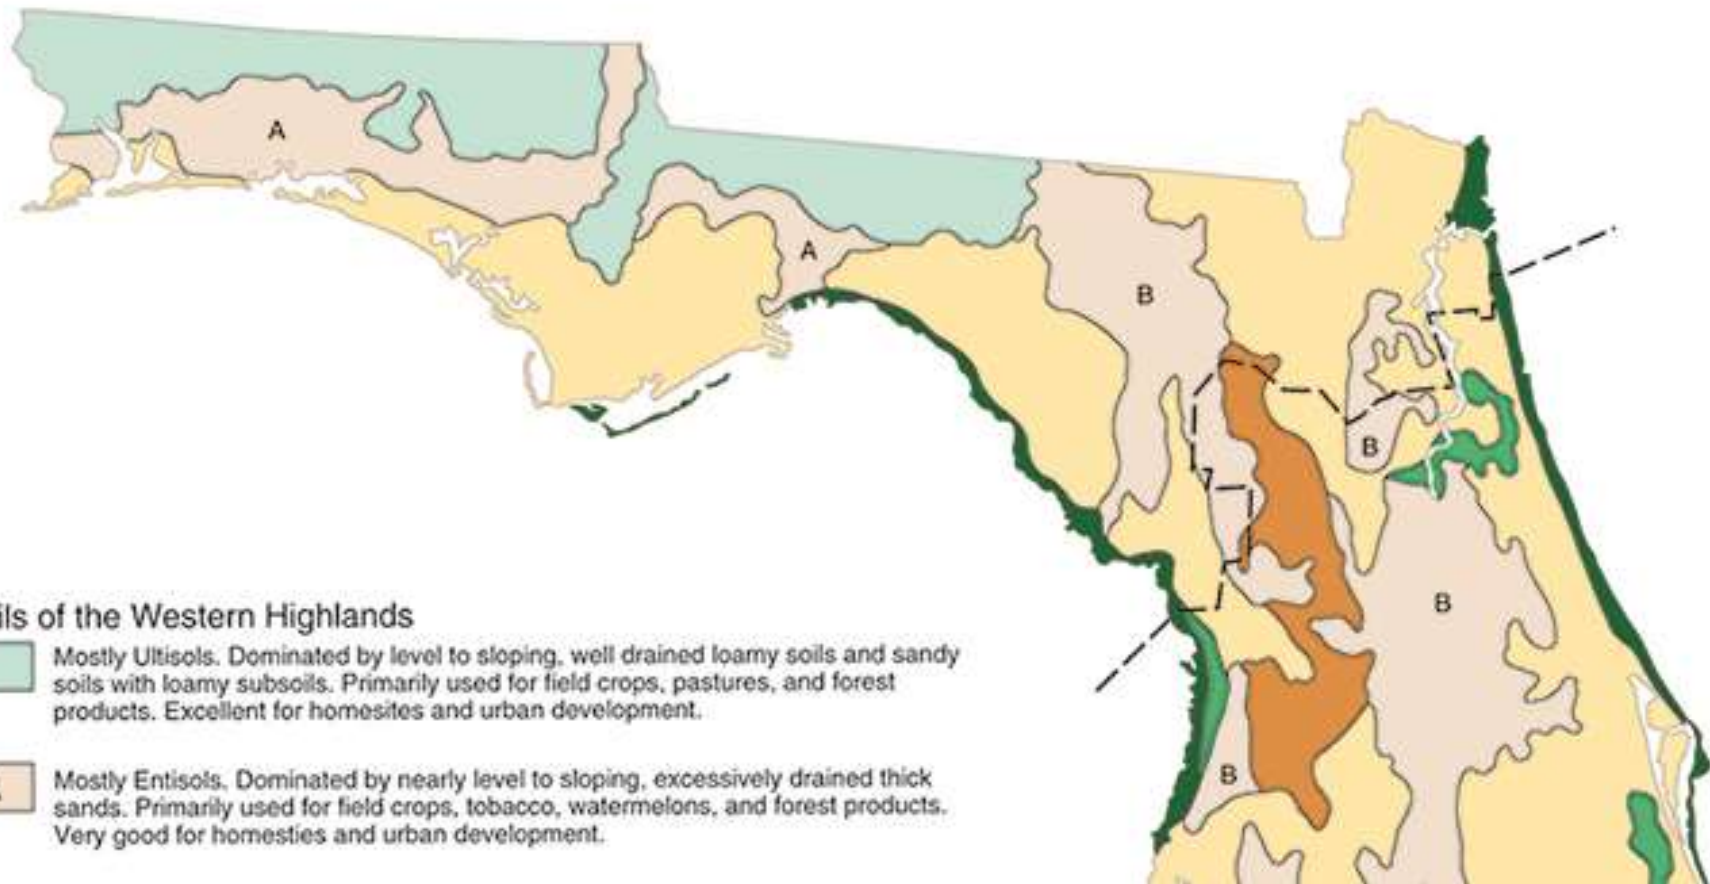 A
A
B
B
B
B
ils of the Western Highlands
Mostly Ultisols. Dominated by level to sloping, well drained loamy soils and sandy
soils with loamy subsoils. Primarily used for field crops, pastures, and forest
products. Excellent for homesites and urban development.
Mostly Entisols. Dominated by nearly level to sloping, excessively drained thick
sands. Primarily used for field crops, tobacco, watermelons, and forest products.
Very good for homesties and urban development.